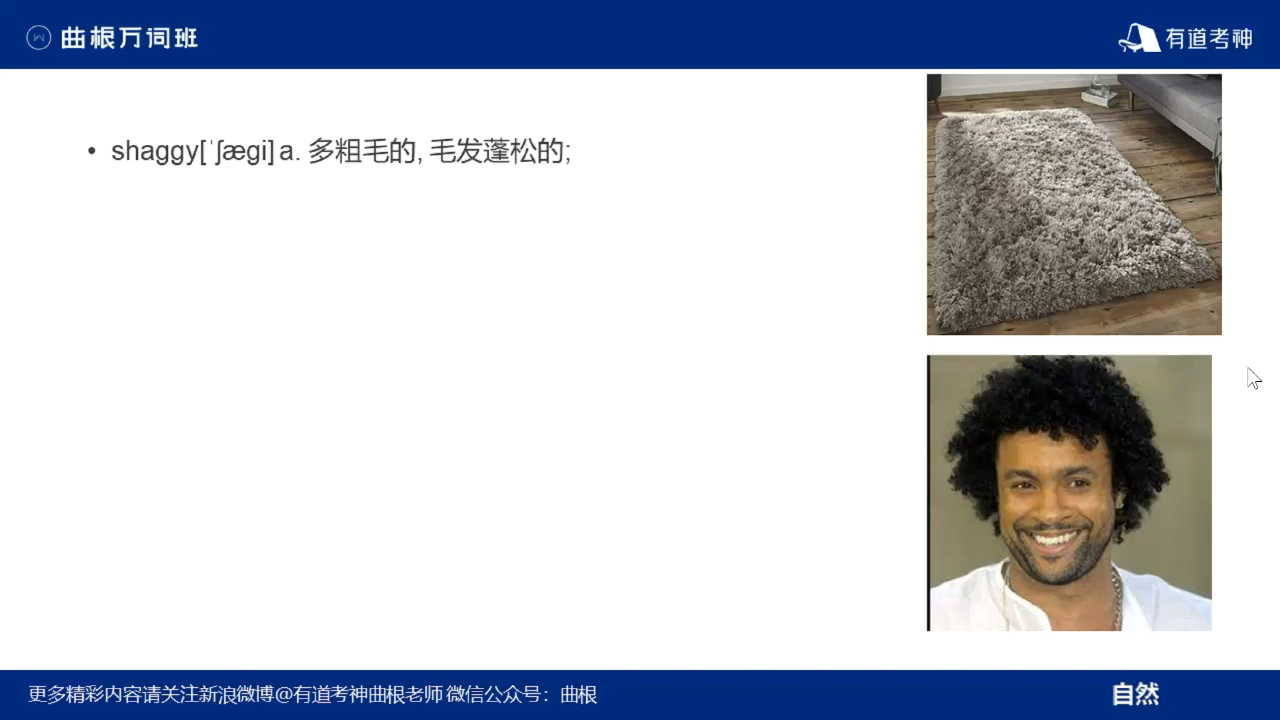 曲根万词班
有道考神
• shaggy[ˈʃægi] a. 多粗毛的, 毛发蓬松的;
更多精彩内容请关注新浪微博@有道考神曲根老师 微信公众号：曲根
自然